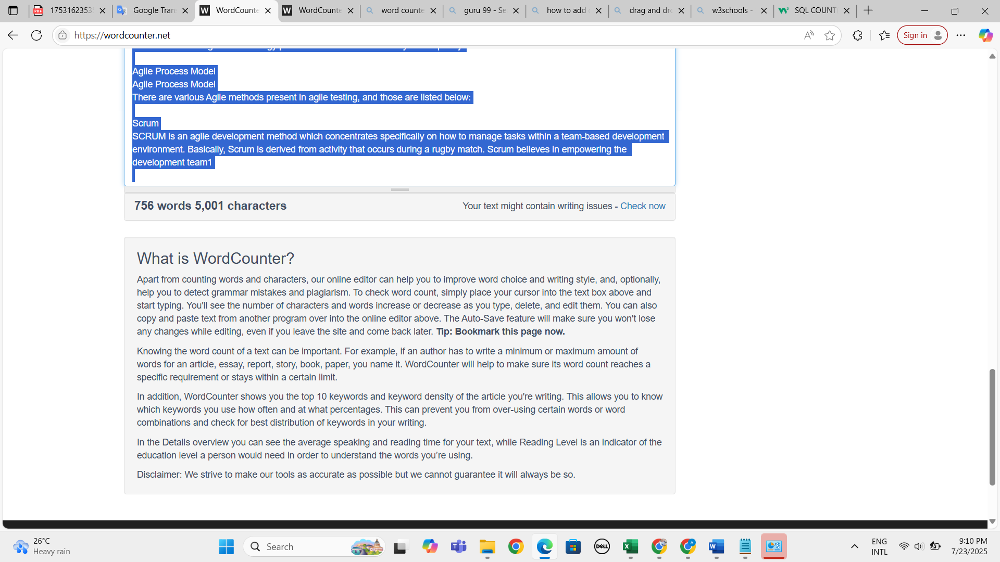 17531623535
Google Tran
WordCounte
WordCounte
word counte
guru 99 - Se
how to add
drag and dro
w3schools -
SQL COUNT
https://wordcounter.net
Sign in
Agile Process Model
Agile Process Model
There are various Agile methods present in agile testing, and those are listed below:
Scrum
SCRUM is an agile development method which concentrates specifically on how to manage tasks within a team-based development
environment. Basically, Scrum is derived from activity that occurs during a rugby match. Scrum believes in empowering the
development team1
756 words 5,001 characters
Your text might contain writing issues - Check now
What is WordCounter?
Apart from counting words and characters, our online editor can help you to improve word choice and writing style, and, optionally,
help you to detect grammar mistakes and plagiarism. To check word count, simply place your cursor into the text box above and
start typing. You'll see the number of characters and words increase or decrease as you type, delete, and edit them. You can also
copy and paste text from another program over into the online editor above. The Auto-Save feature will make sure you won't lose
any changes while editing, even if you leave the site and come back later. Tip: Bookmark this page now.
Knowing the word count of a text can be important. For example, if an author has to write a minimum or maximum amount of
words for an article, essay, report, story, book, paper, you name it. WordCounter will help to make sure its word count reaches a
specific requirement or stays within a certain limit.
In addition, WordCounter shows you the top 10 keywords and keyword density of the article you're writing. This allows you to know
which keywords you use how often and at what percentages. This can prevent you from over-using certain words or word
combinations and check for best distribution of keywords in your writing.
In the Details overview you can see the average speaking and reading time for your text, while Reading Level is an indicator of the
education level a person would need in order to understand the words you’re using.
Disclaimer: We strive to make our tools as accurate as possible but we cannot guarantee it will always be so.
26°C
Heavy rain
Search
ENG
INTL
9:10 PM
7/23/2025